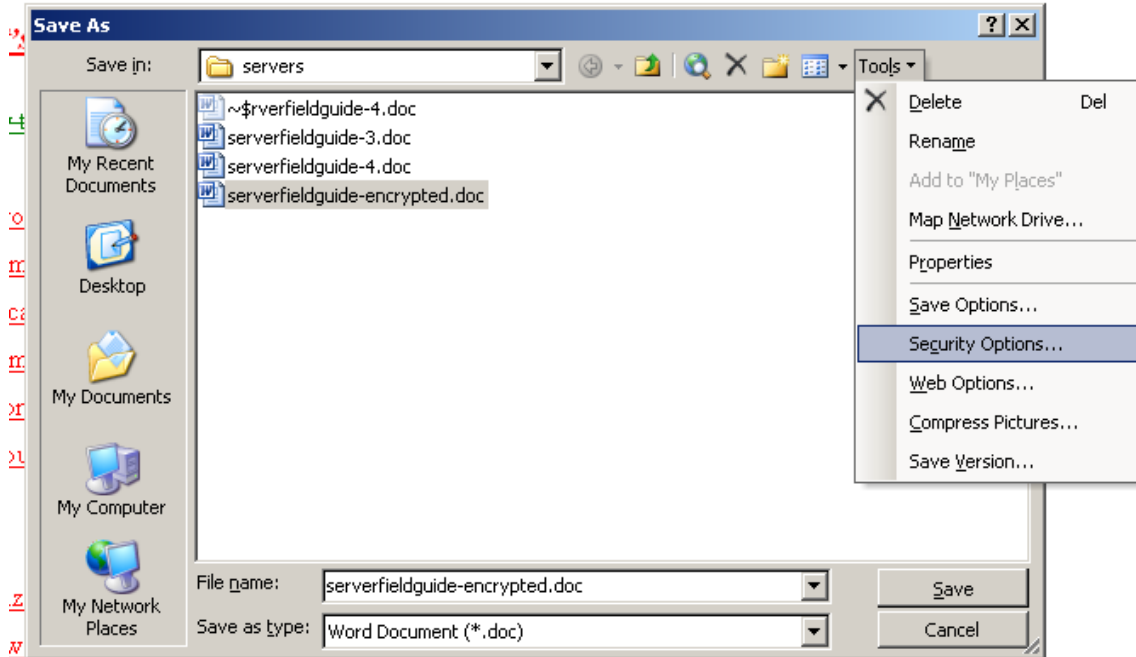 Save As
Save in: servers Tools
~$rverfieldguide-4.doc
serverfieldguide-3.doc
serverfieldguide-4.doc
serverfieldguide-encrypted.doc
My Recent
Documents
Desktop
My Documents
My Computer
My Network
Places
Delete Del
Rename
Add to "My Places"
Map Network Drive...
Properties
Save Options...
Security Options...
Web Options...
Compress Pictures...
Save Version...
File name: serverfieldguide-encrypted.doc Save
Save as type: Word Document (*.doc) Cancel